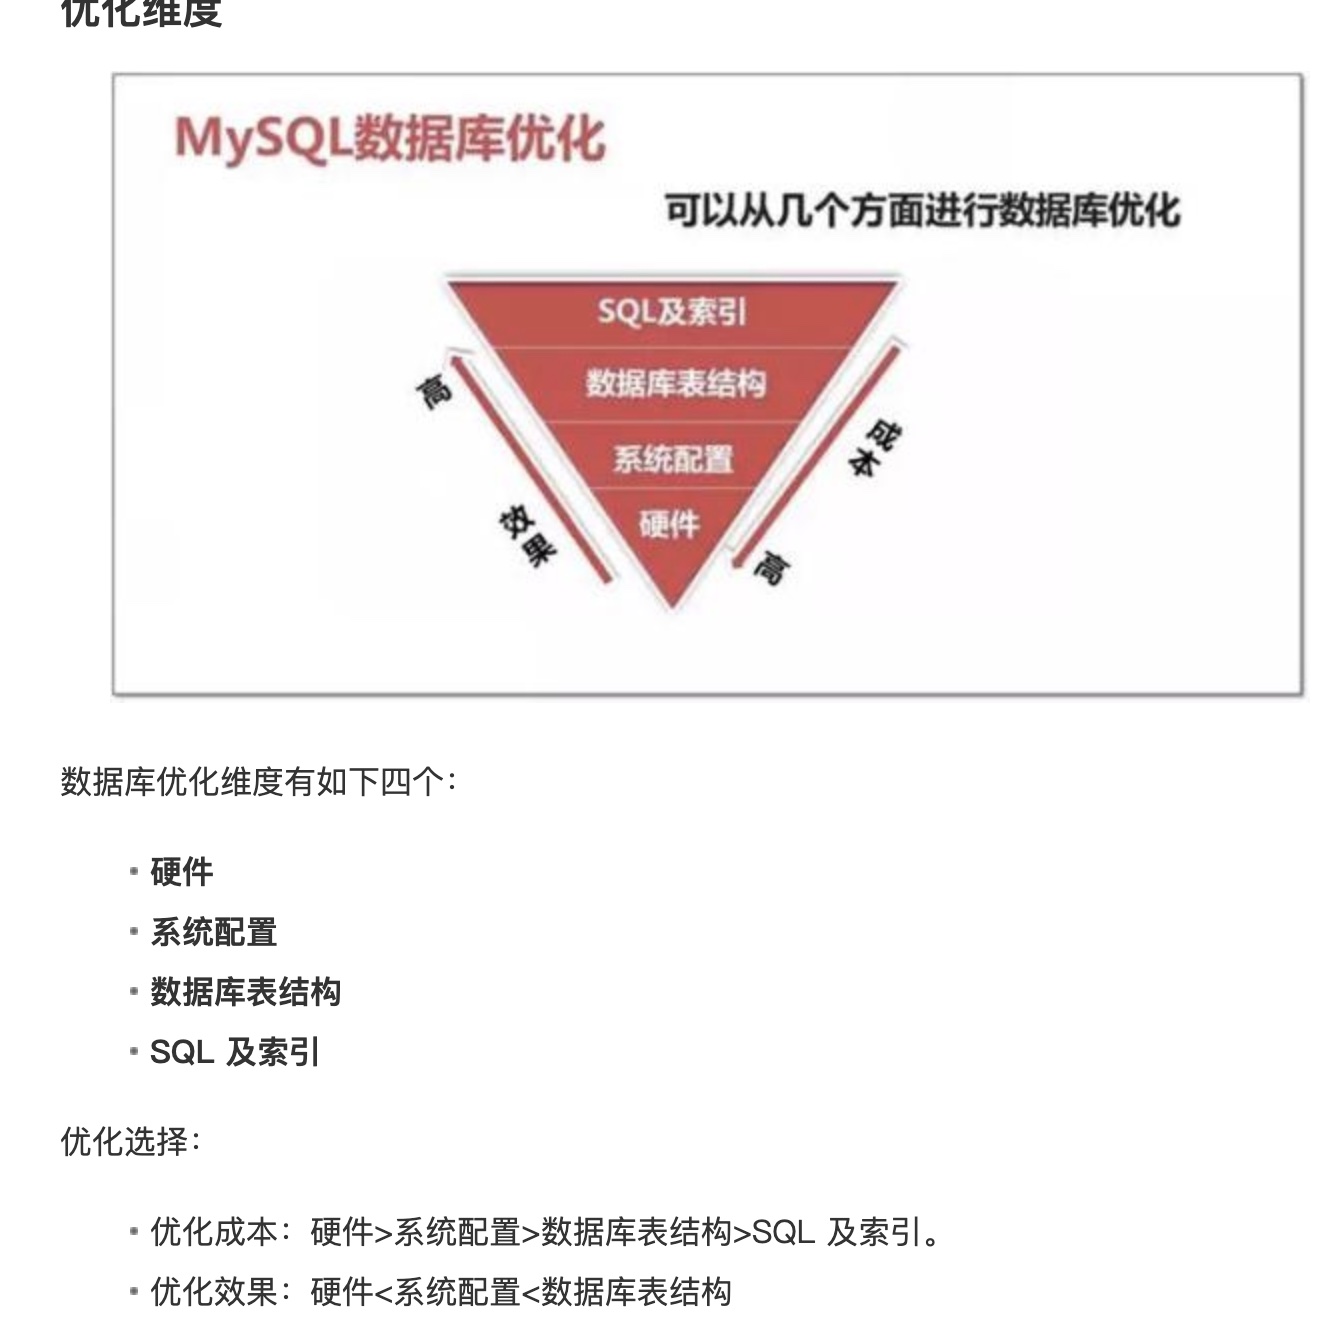 优化维度
MySQL数据库优化
可以从几个方面进行数据库优化
SQL及索引
数据库表结构
系统配置
硬件
高
效果
成本
高
数据库优化维度有如下四个：
硬件
系统配置
数据库表结构
SQL 及索引
优化选择：
优化成本：硬件>系统配置>数据库表结构>SQL 及索引。
优化效果：硬件<系统配置<数据库表结构